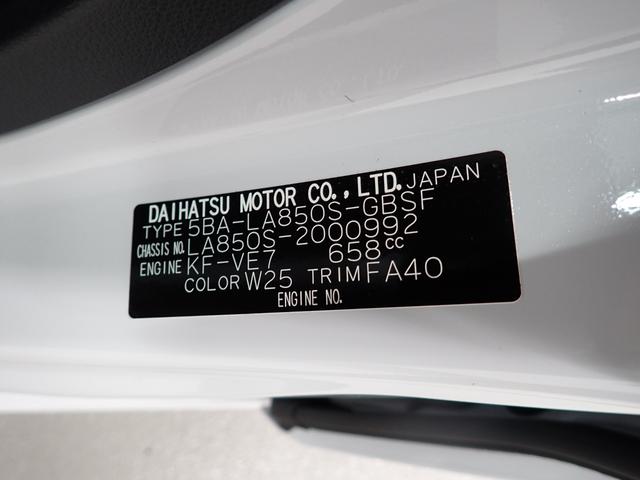 DAIHATSU MOTOR CO.,LTD. JAPAN
TYPE 5BA-LA850S-GBSF
CHASSIS NO. LA850S-2000992
ENGINE KF-VE7 658CC
COLOR W25 TRIM FA40
ENGINE NO.